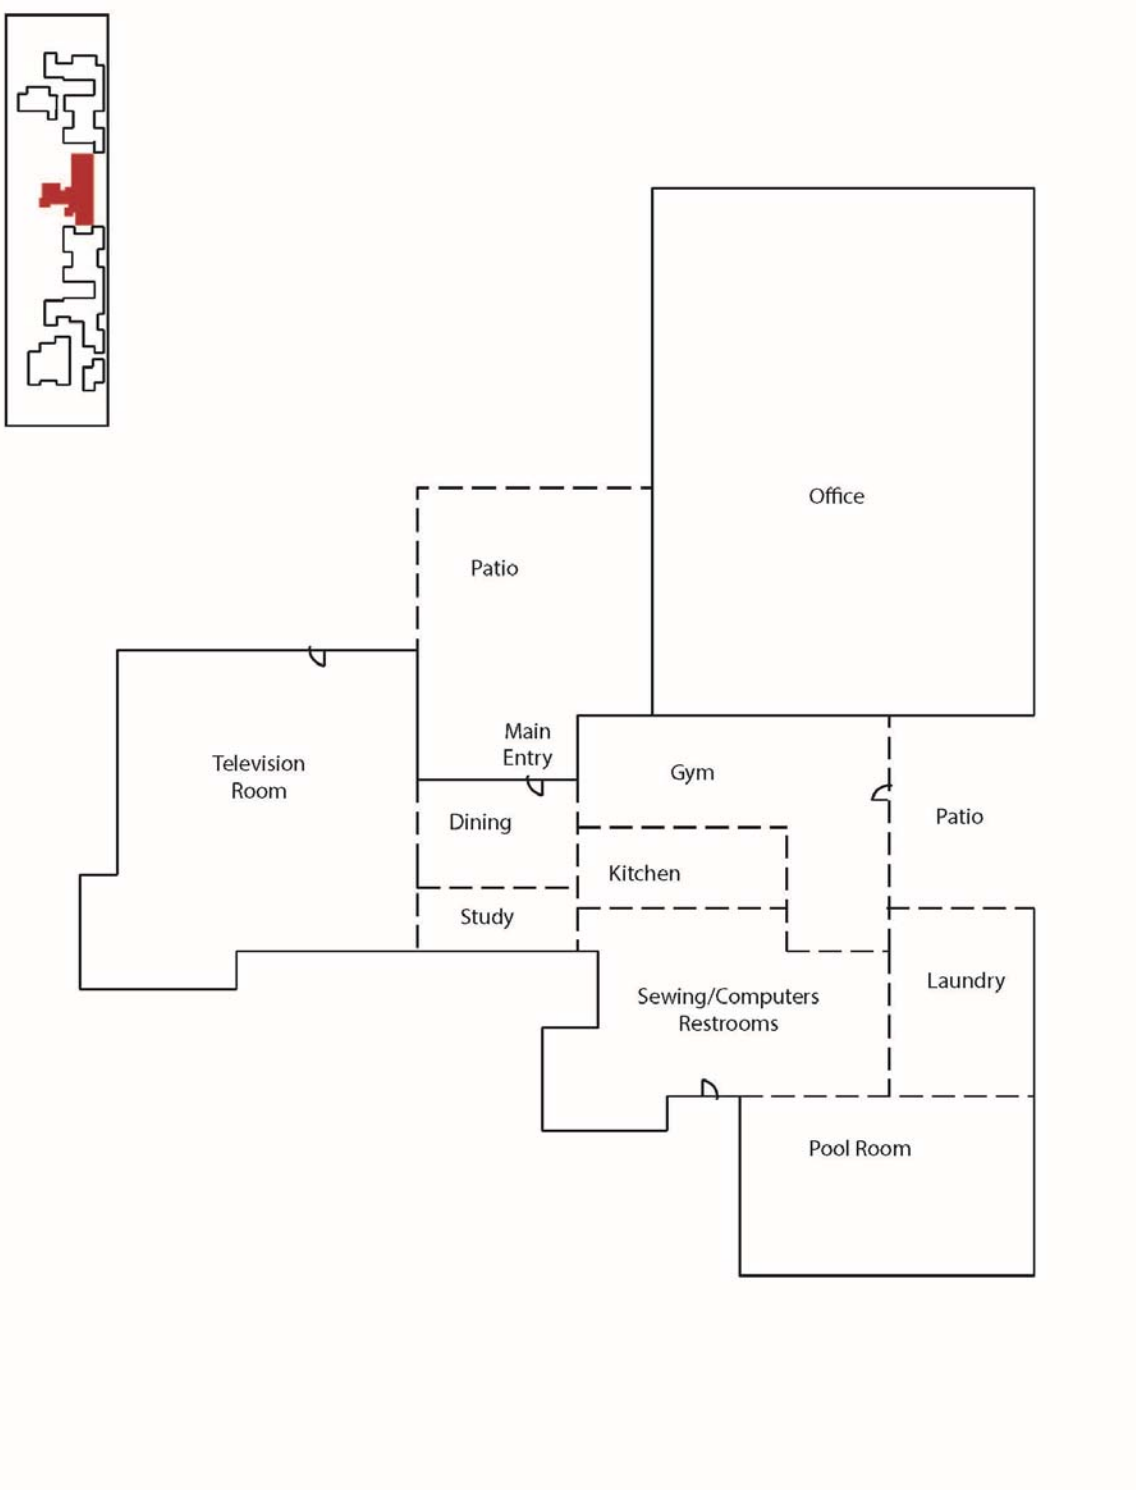 Office
Patio
Main
Entry
Television
Room
Gym
Dining
Patio
Kitchen
Study
Laundry
Sewing/Computers
Restrooms
Pool Room